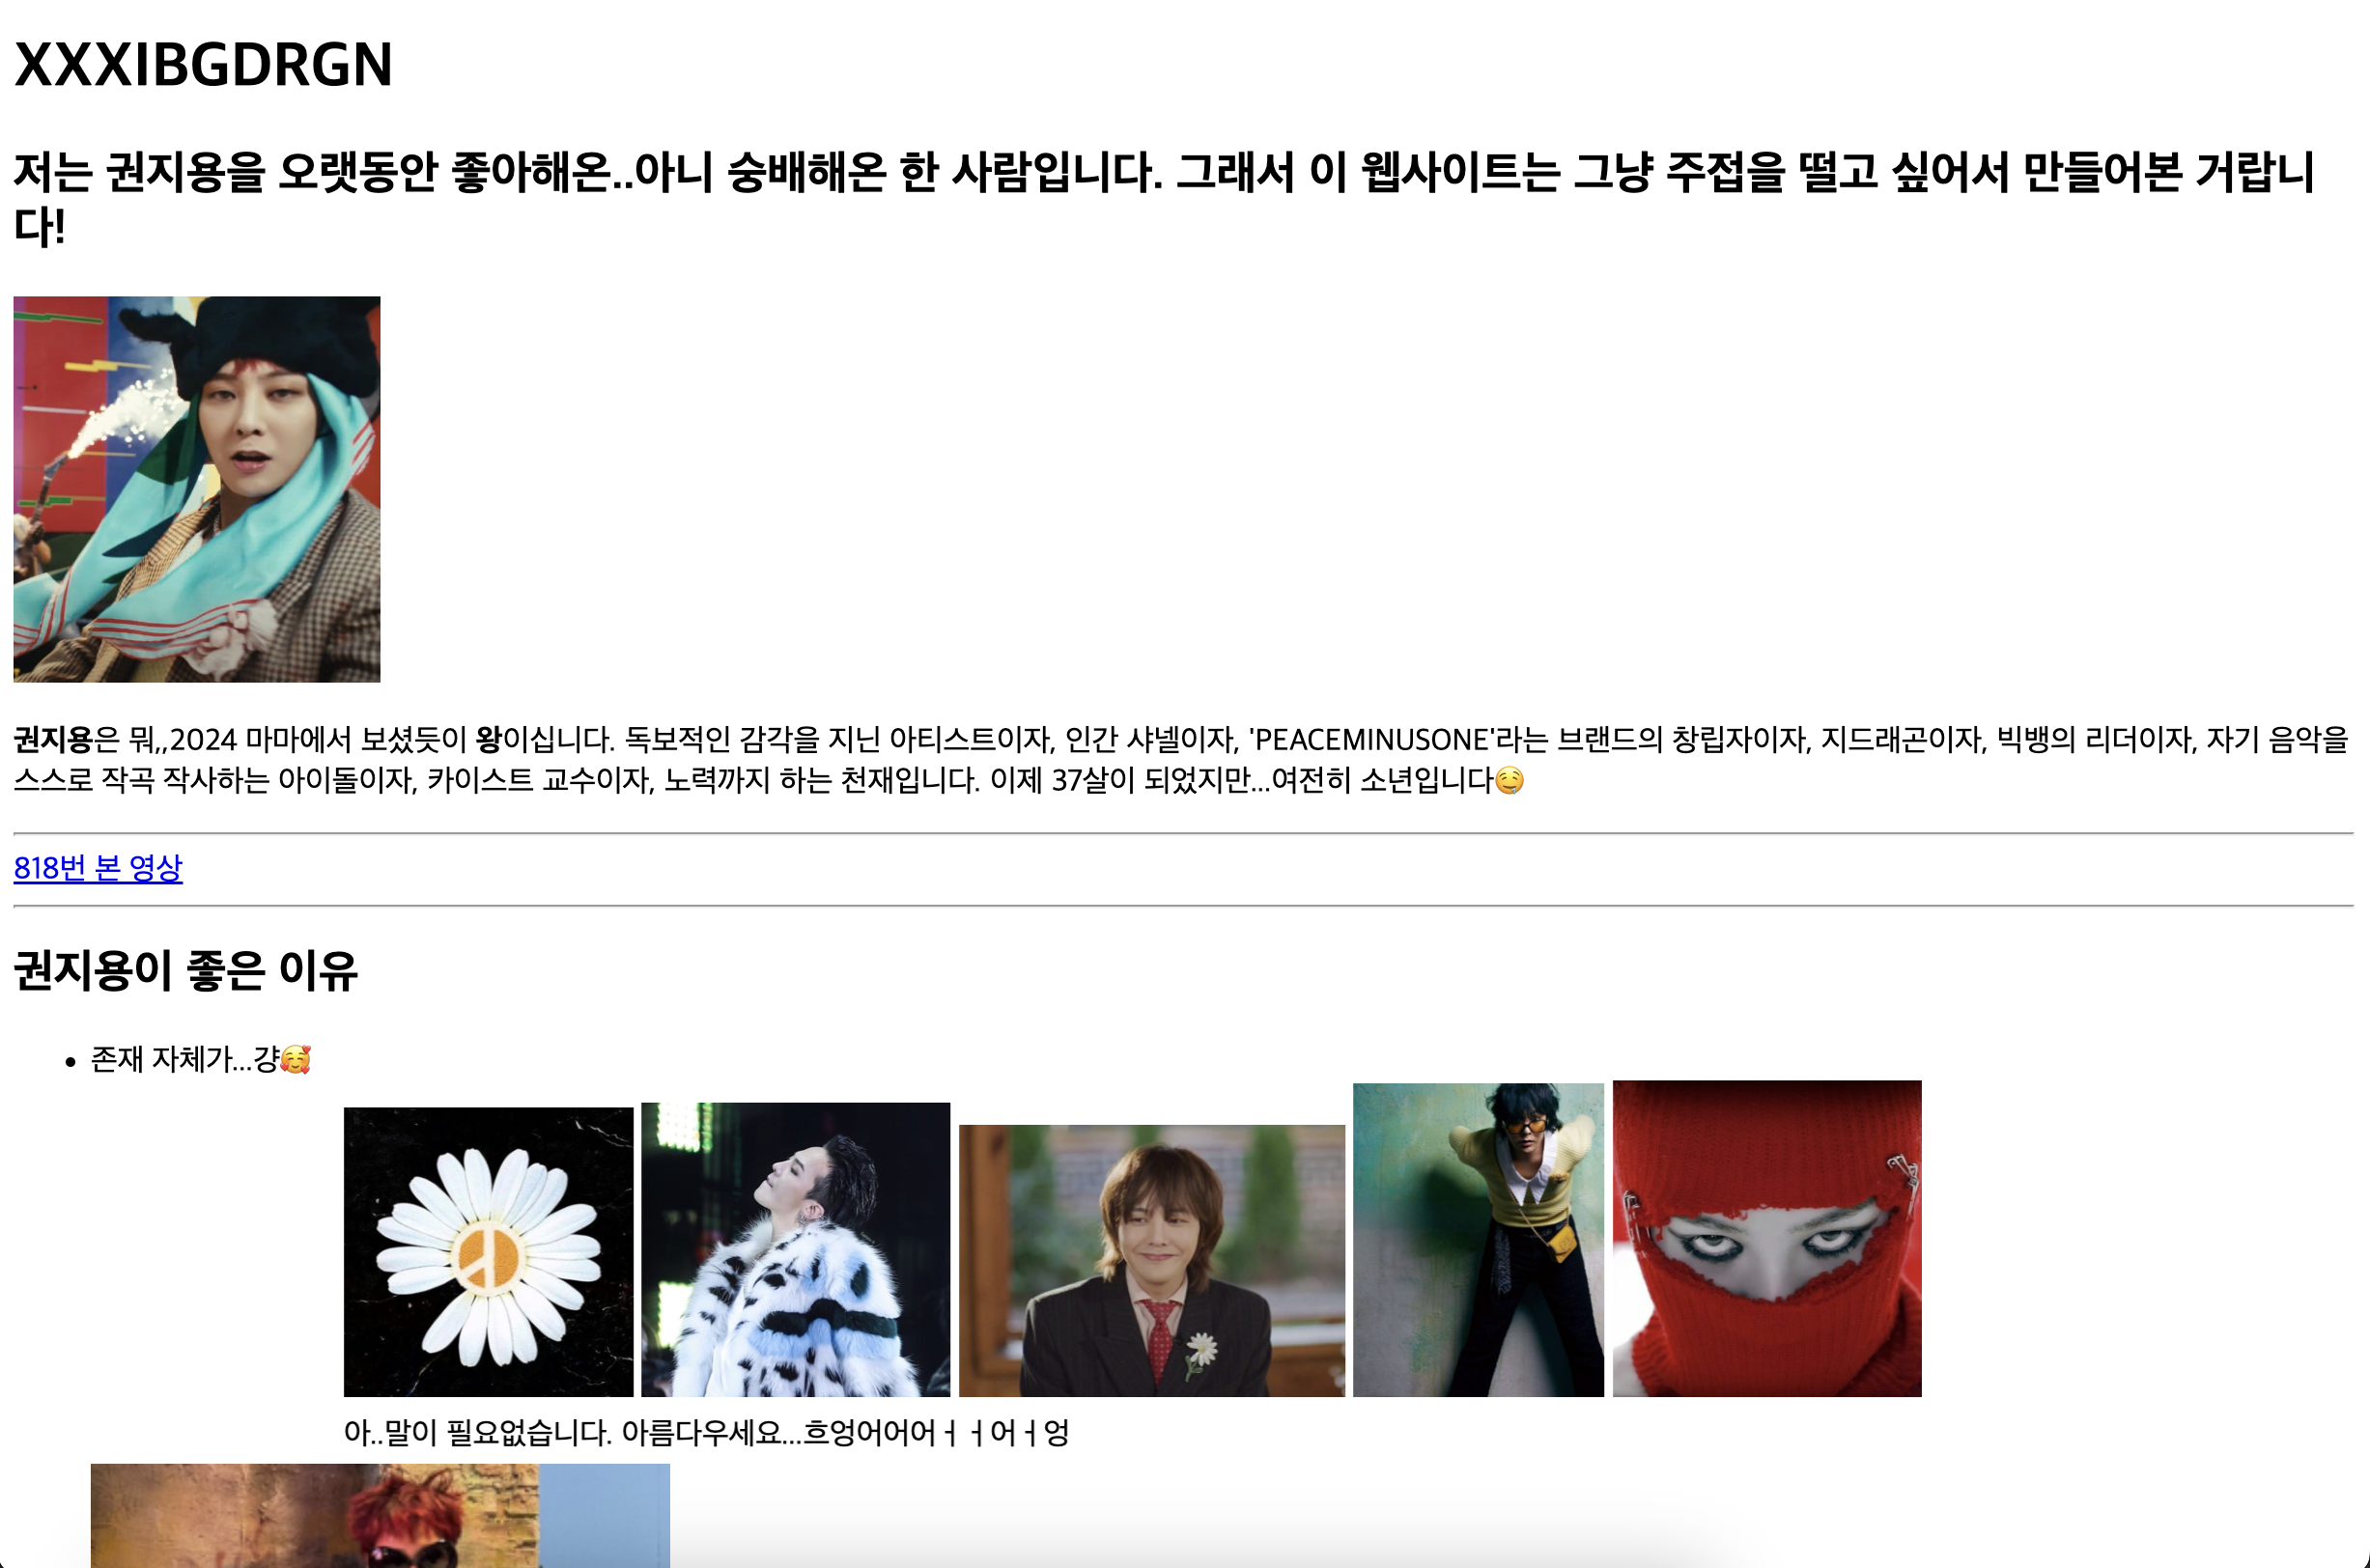 XXXIBGDRGN
저는 권지용을 오랫동안 좋아해온..아니 숭배해온 한 사람입니다. 그래서 이 웹사이트는 그냥 주접을 떨고 싶어서 만들어본 거랍니
다!
권지용은 뭐,,2024 마마에서 보셨듯이 왕이십니다. 독보적인 감각을 지닌 아티스트이자, 인간 샤넬이자, 'PEACEMINUSONE'라는 브랜드의 창립자이자, 지드래곤이자, 빅뱅의 리더이자, 자기 음악을
스스로 작곡 작사하는 아이돌이자, 카이스트 교수이자, 노력까지 하는 천재입니다. 이제 37살이 되었지만...여전히 소년입니다🤤
818번 본 영상
권지용이 좋은 이유
• 존재 자체가...걍🥰
아..말이 필요없습니다. 아름다우세요...흐엉어어어ㅓㅓ어ㅓ엉